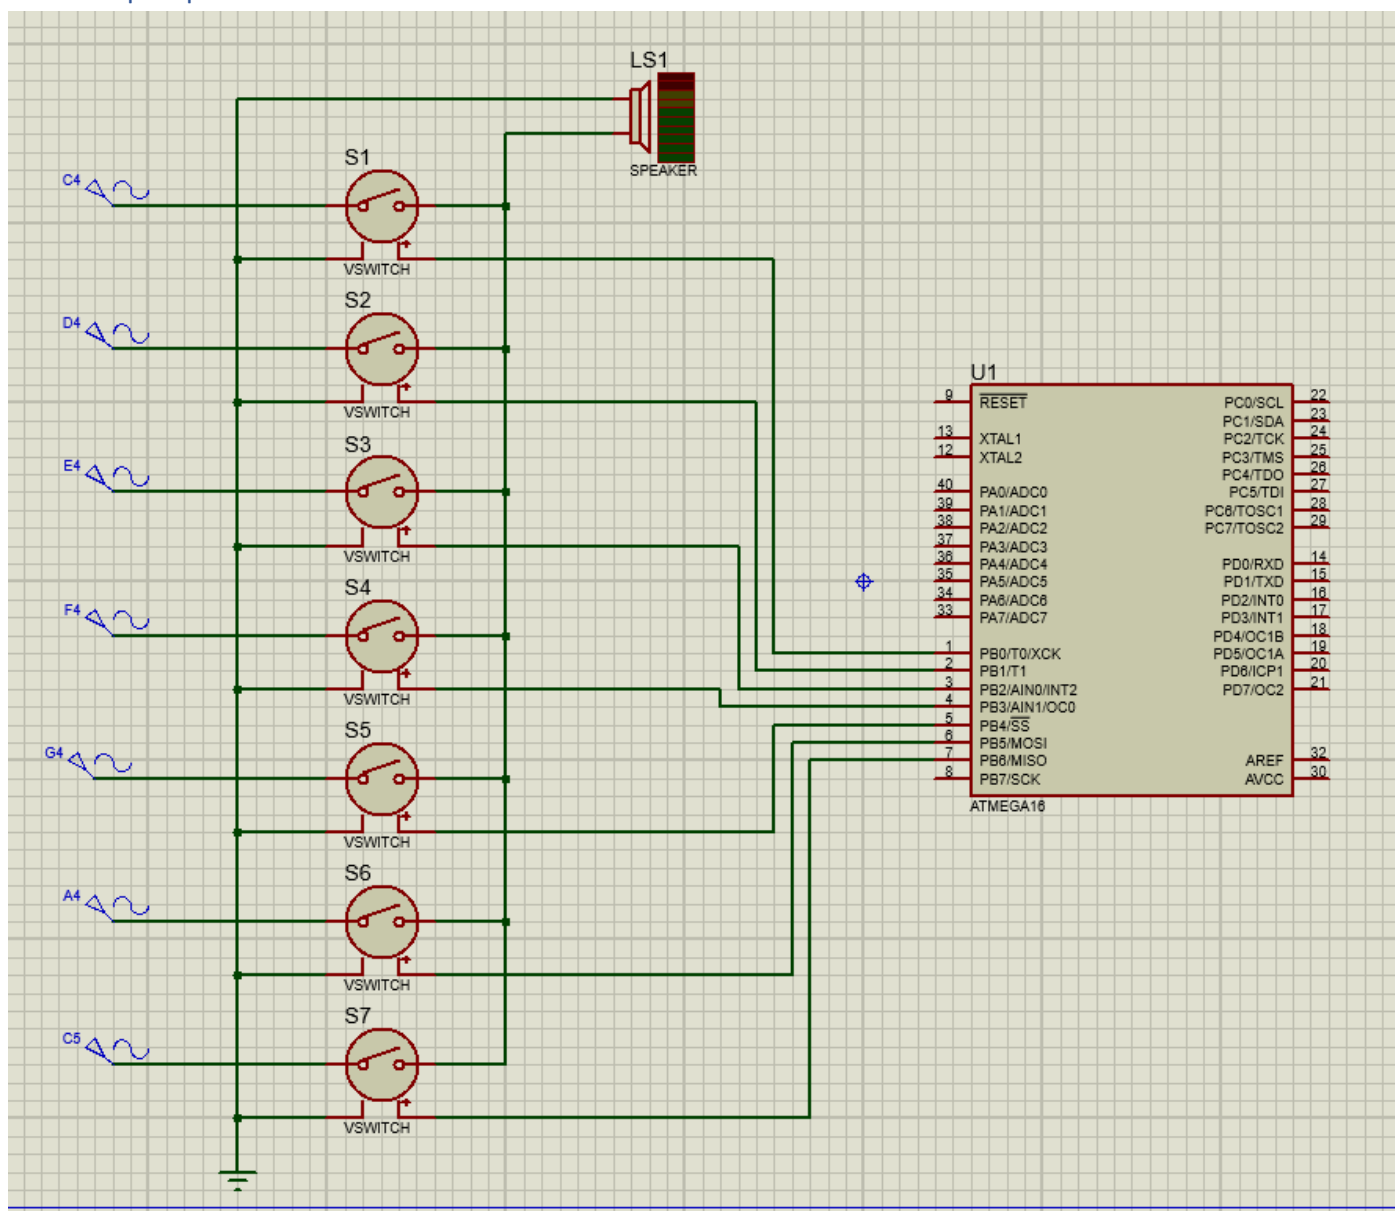 LS1
SPEAKER
C4
S1
VSWITCH
D4
S2
VSWITCH
E4
S3
VSWITCH
F4
S4
VSWITCH
G4
S5
VSWITCH
A4
S6
VSWITCH
C5
S7
VSWITCH
U1
9 RESET PC0/SCL 22
PC1/SDA 23
13 XTAL1 PC2/TCK 24
12 XTAL2 PC3/TMS 25
PC4/TDO 26
40 PA0/ADC0 PC5/TDI 27
39 PA1/ADC1 PC6/TOSC1 28
38 PA2/ADC2 PC7/TOSC2 29
37 PA3/ADC3
36 PA4/ADC4 PD0/RXD 14
35 PA5/ADC5 PD1/TXD 15
34 PA6/ADC6 PD2/INT0 16
33 PA7/ADC7 PD3/INT1 17
PD4/OC1B 18
1 PB0/T0/XCK PD5/OC1A 19
2 PB1/T1 PD6/ICP1 20
3 PB2/AIN0/INT2 PD7/OC2 21
4 PB3/AIN1/OC0
5 PB4/SS
6 PB5/MOSI
7 PB6/MISO AREF 32
8 PB7/SCK AVCC 30
ATMEGA16